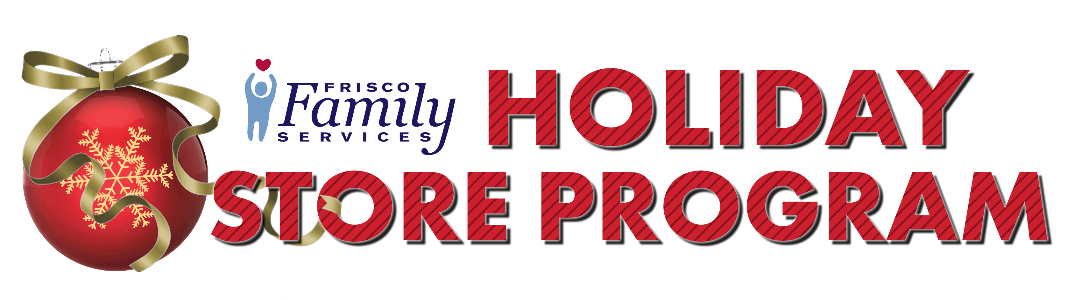 FRISCO
Family
SERVICES
HOLIDAY
STORE PROGRAM